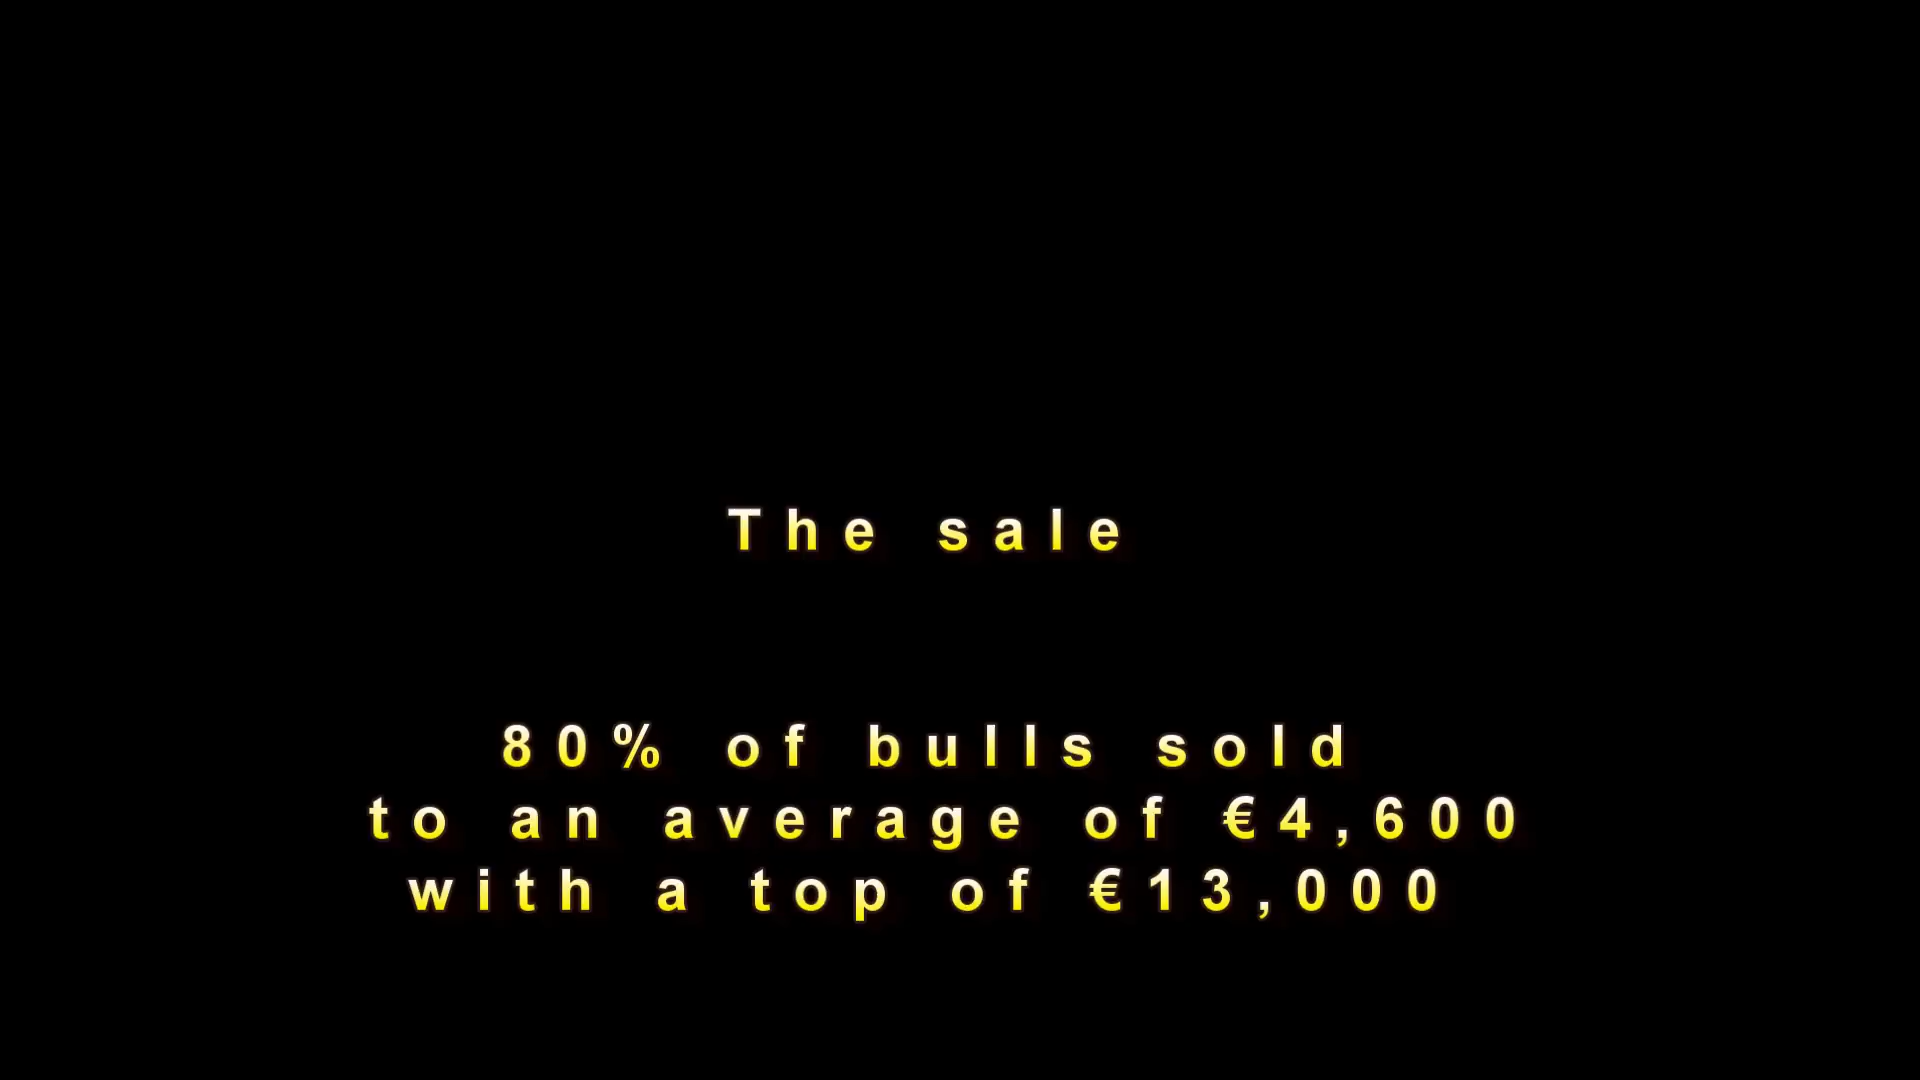 The sale
80% of bulls sold
to an average of €4,600
with a top of €13,000